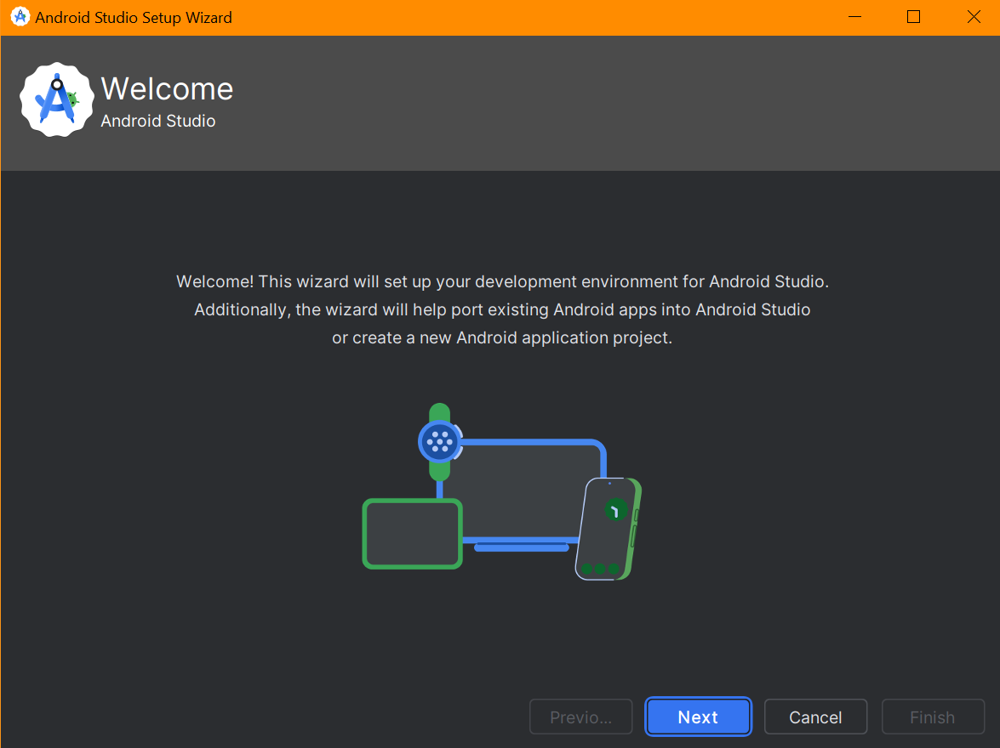 Android Studio Setup Wizard
Welcome
Android Studio
Welcome! This wizard will set up your development environment for Android Studio.
Additionally, the wizard will help port existing Android apps into Android Studio
or create a new Android application project.
Previo...
Next
Cancel
Finish